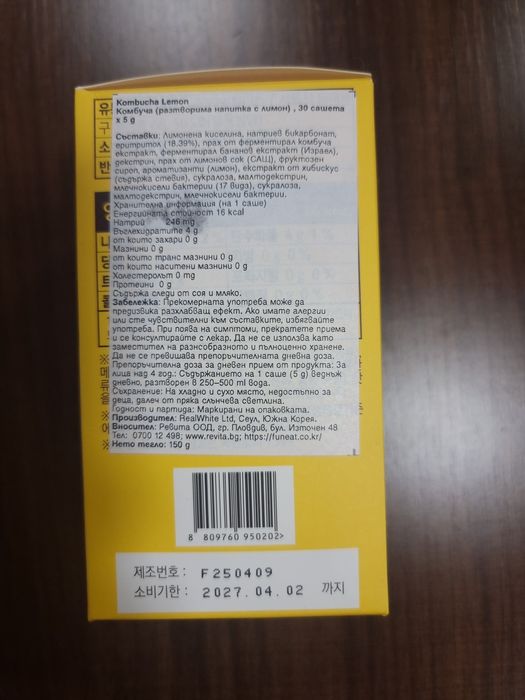 Kombucha Lemon
Комбуча (разтворима напитка с лимон) , 30 сашета
x 5 g
Съставки: Лимонена киселина, натриев бикарбонат,
еритритол (18.39%), прах от ферментирал комбуча
екстракт, ферментирал бананов екстракт (Израел),
декстрин, прах от лимонов сок (САЩ), фруктозен
сироп, ароматизанти (лимон), екстракт от хибискус
(съдържа стевия), сукралоза, малтодекстрин,
млечнокисели бактерии (17 вида), сукралоза,
малтодекстрин, млечнокисели бактерии.
Хранителна информация (на 1 саше)
Енергийната стойност 16 kcal
Натрий 246 mg
Въглехидратите 4 g
от които захари 0 g
Мазнини 0 g
от които транс мазнини 0 g
от които наситени мазнини 0 g
Холестеролът 0 mg
Протеини 0 g
Съдържа следи от соя и мляко.
Забележка: Прекомерната употреба може да
предизвика разхлабващ ефект. Ако имате алергии
или сте чувствителни към съставките, избягвайте
употреба. При поява на симптоми, прекратете приема
и се консултирайте с лекар. Да не се използва като
заместител на разнообразното и пълноценно хранене.
Да не се превишава препоръчителната дневна доза.
Препоръчителна доза за дневен прием от продукта: За
лица над 4 год.: Съдържанието на 1 саше (5 g) веднъж
дневно, разтворен в 250–500 ml вода.
Съхранение: На хладно и сухо място, недостъпно за
деца, далеч от пряка слънчева светлина.
Годност и партида: Маркирани на опаковката.
Производител: RealWhite Ltd, Сеул, Южна Корея.
Вносител: Ревита ООД, гр. Пловдив, бул. Източен 48
Тел: 0700 12 498; www.revita.bg; https://funeat.co.kr/
Нето тегло: 150 g
8 809760 950202>
제조번호 : F250409
소비기한 : 2027.04.02 까지